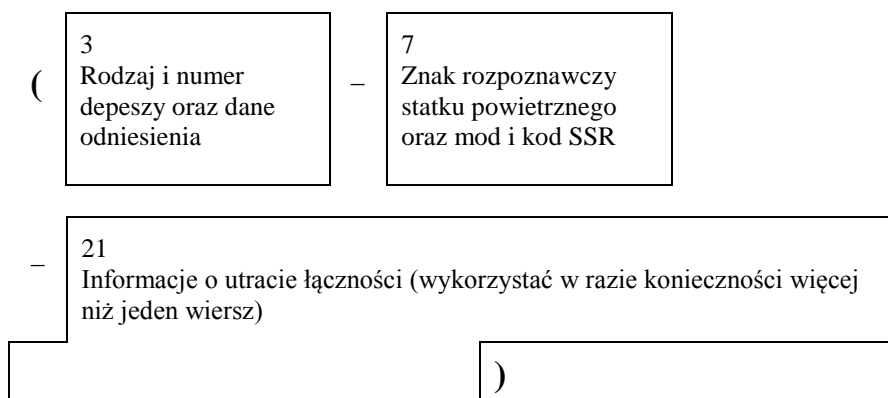 (
3
Rodzaj i numer
depeszy oraz dane
odniesienia
–
7
Znak rozpoznawczy
statku powietrznego
oraz mod i kod SSR
–
21
Informacje o utracie łączności (wykorzystać w razie konieczności więcej
niż jeden wiersz)
)